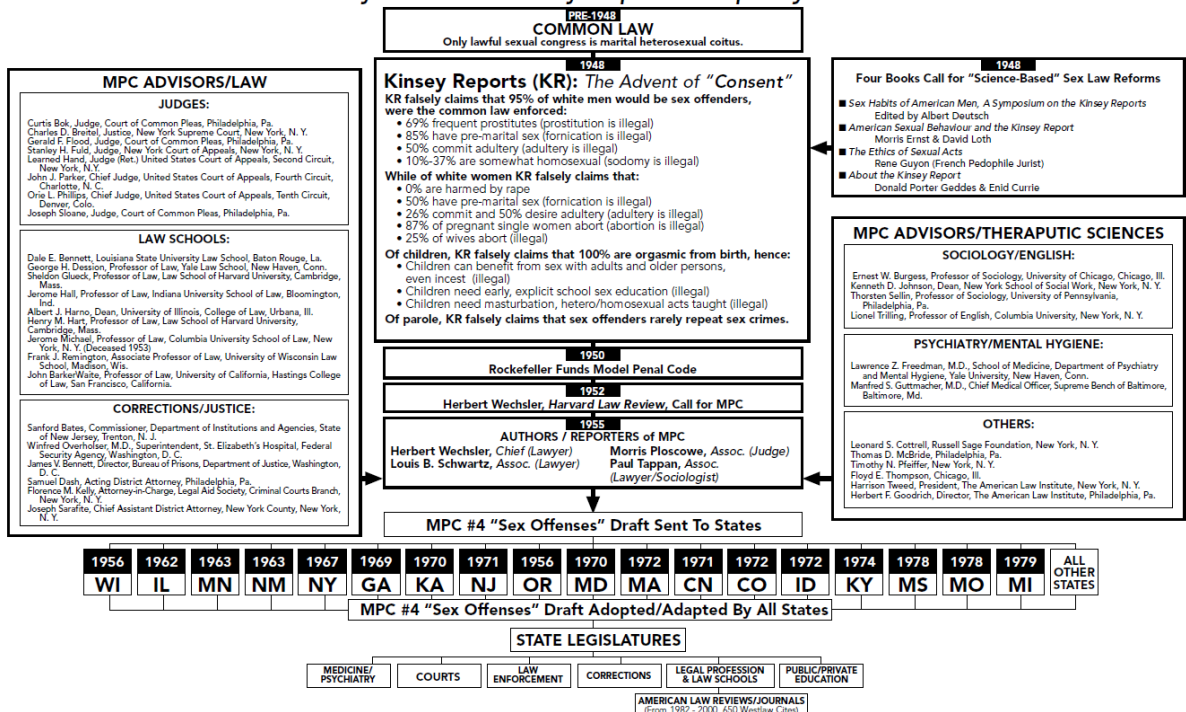 PRE-1948
COMMON LAW
Only lawful sexual congress is marital heterosexual coitus.
MPC ADVISORS/LAW
JUDGES:
Curtis Bok, Judge, Court of Common Pleas, Philadelphia, Pa.
Charles D. Breitel, Justice, New York Supreme Court, New York, N. Y.
Gerald F. Flood, Judge, Court of Common Pleas, Philadelphia, Pa.
Stanley H. Fuld, Judge, New York Court of Appeals, New York, N. Y.
Learned Hand, Judge (Ret.) United States Court of Appeals, Second Circuit,
New York, N.Y.
John J. Parker, Chief Judge, United States Court of Appeals, Fourth Circuit,
Charlotte, N. C.
Orie L. Phillips, Chief Judge, United States Court of Appeals, Tenth Circuit,
Denver, Colo.
Joseph Sloane, Judge, Court of Common Pleas, Philadelphia, Pa.
LAW SCHOOLS:
Dale E. Bennett, Louisiana State University Law School, Baton Rouge, La.
George H. Dession, Professor of Law, Yale Law School, New Haven, Conn.
Sheldon Glueck, Professor of Law, Law School of Harvard University, Cambridge,
Mass.
Jerome Hall, Professor of Law, Indiana University School of Law, Bloomington,
Ind.
Albert J. Harno, Dean, University of Illinois, College of Law, Urbana, Ill.
Henry M. Hart, Professor of Law, Law School of Harvard University,
Cambridge, Mass.
Jerome Michael, Professor of Law, Columbia University School of Law, New
York, N. Y. (Deceased 1953)
Frank J. Remington, Associate Professor of Law, University of Wisconsin Law
School, Madison, Wis.
John BarkerWaite, Professor of Law, University of California, Hastings College
of Law, San Francisco, California.
CORRECTIONS/JUSTICE:
Sanford Bates, Commissioner, Department of Institutions and Agencies, State
of New Jersey, Trenton, N. J.
Winfred Overholser, M.D., Superintendent, St. Elizabeth's Hospital, Federal
Security Agency, Washington, D. C.
James V. Bennett, Director, Bureau of Prisons, Department of Justice, Washington,
D. C.
Samuel Dash, Acting District Attorney, Philadelphia, Pa.
Florence M. Kelly, Attorney-in-Charge, Legal Aid Society, Criminal Courts Branch,
New York, N. Y.
Joseph Sarafite, Chief Assistant District Attorney, New York County, New York,
N. Y.
1948
Kinsey Reports (KR): The Advent of "Consent"
KR falsely claims that 95% of white men would be sex offenders,
were the common law enforced:
• 69% frequent prostitutes (prostitution is illegal)
• 85% have pre-marital sex (fornication is illegal)
• 50% commit adultery (adultery is illegal)
• 10%-37% are somewhat homosexual (sodomy is illegal)
While of white women KR falsely claims that:
• 0% are harmed by rape
• 50% have pre-marital sex (fornication is illegal)
• 26% commit and 50% desire adultery (adultery is illegal)
• 87% of pregnant single women abort (abortion is illegal)
• 25% of wives abort (illegal)
Of children, KR falsely claims that 100% are orgasmic from birth, hence:
• Children can benefit from sex with adults and older persons,
even incest (illegal)
• Children need early, explicit school sex education (illegal)
• Children need masturbation, hetero/homosexual acts taught (illegal)
Of parole, KR falsely claims that sex offenders rarely repeat sex crimes.
1950
Rockefeller Funds Model Penal Code
1952
Herbert Wechsler, Harvard Law Review, Call for MPC
1955
AUTHORS / REPORTERS of MPC
Herbert Wechsler, Chief (Lawyer)
Louis B. Schwartz, Assoc. (Lawyer)
Morris Ploscowe, Assoc. (Judge)
Paul Tappan, Assoc.
(Lawyer/Sociologist)
1948
Four Books Call for "Science-Based" Sex Law Reforms
■ Sex Habits of American Men, A Symposium on the Kinsey Reports
Edited by Albert Deutsch
■ American Sexual Behaviour and the Kinsey Report
Morris Ernst & David Loth
■ The Ethics of Sexual Acts
Rene Guyon (French Pedophile Jurist)
■ About the Kinsey Report
Donald Porter Geddes & Enid Currie
MPC ADVISORS/THERAPUTIC SCIENCES
SOCIOLOGY/ENGLISH:
Ernest W. Burgess, Professor of Sociology, University of Chicago, Chicago, Ill.
Kenneth D. Johnson, Dean, New York School of Social Work, New York, N. Y.
Thorsten Sellin, Professor of Sociology, University of Pennsylvania,
Philadelphia, Pa.
Lionel Trilling, Professor of English, Columbia University, New York, N. Y.
PSYCHIATRY/MENTAL HYGIENE:
Lawrence Z. Freedman, M.D., School of Medicine, Department of Psychiatry
and Mental Hygiene, Yale University, New Haven, Conn.
Manfred S. Guttmacher, M.D., Chief Medical Officer, Supreme Bench of Baltimore,
Baltimore, Md.
OTHERS:
Leonard S. Cottrell, Russell Sage Foundation, New York, N. Y.
Thomas D. McBride, Philadelphia, Pa.
Timothy N. Pfeiffer, New York, N. Y.
Floyd E. Thompson, Chicago, Ill.
Harrison Tweed, President, The American Law Institute, New York, N. Y.
Herbert F. Goodrich, Director, The American Law Institute, Philadelphia, Pa.
MPC #4 "Sex Offenses" Draft Sent To States
1956 1962 1963 1963 1967 1969 1970 1971 1956 1970 1972 1971 1972 1972 1974 1978 1978 1979
WI IL MN NM NY GA KA NJ OR MD MA CN CO ID KY MS MO MI
ALL
OTHER
STATES
MPC #4 "Sex Offenses" Draft Adopted/Adapted By All States
STATE LEGISLATURES
MEDICINE/
PSYCHIATRY
COURTS
LAW
ENFORCEMENT
CORRECTIONS
LEGAL PROFESSION
& LAW SCHOOLS
PUBLIC/PRIVATE
EDUCATION
AMERICAN LAW REVIEWS/JOURNALS
(From 1982 - 2000, 650 Westlaw Cites)